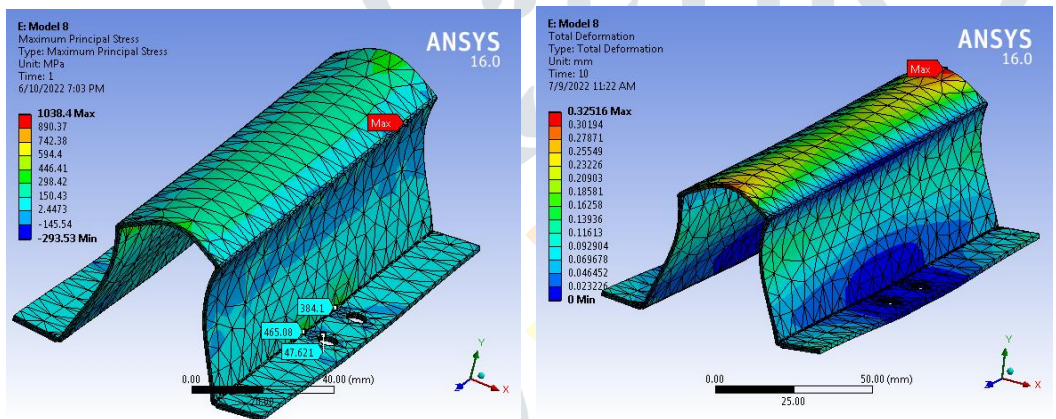 E: Model 8
Maximum Principal Stress
Type: Maximum Principal Stress
Unit: MPa
Time: 1
6/10/2022 7:03 PM
ANSYS
16.0
1038.4 Max
890.37
742.38
594.4
446.41
298.42
150.43
2.4473
-145.54
-293.53 Min
Max
384.1
465.08
47.621
0.00
40.00 (mm)
20.00
Y
X
Z
E: Model 8
Total Deformation
Type: Total Deformation
Unit: mm
Time: 10
7/9/2022 11:22 AM
ANSYS
16.0
0.32516 Max
0.30194
0.27871
0.25549
0.23226
0.20903
0.18581
0.16258
0.13936
0.11613
0.092904
0.069678
0.046452
0.023226
0 Min
Max
0.00
50.00 (mm)
25.00
Y
X
Z